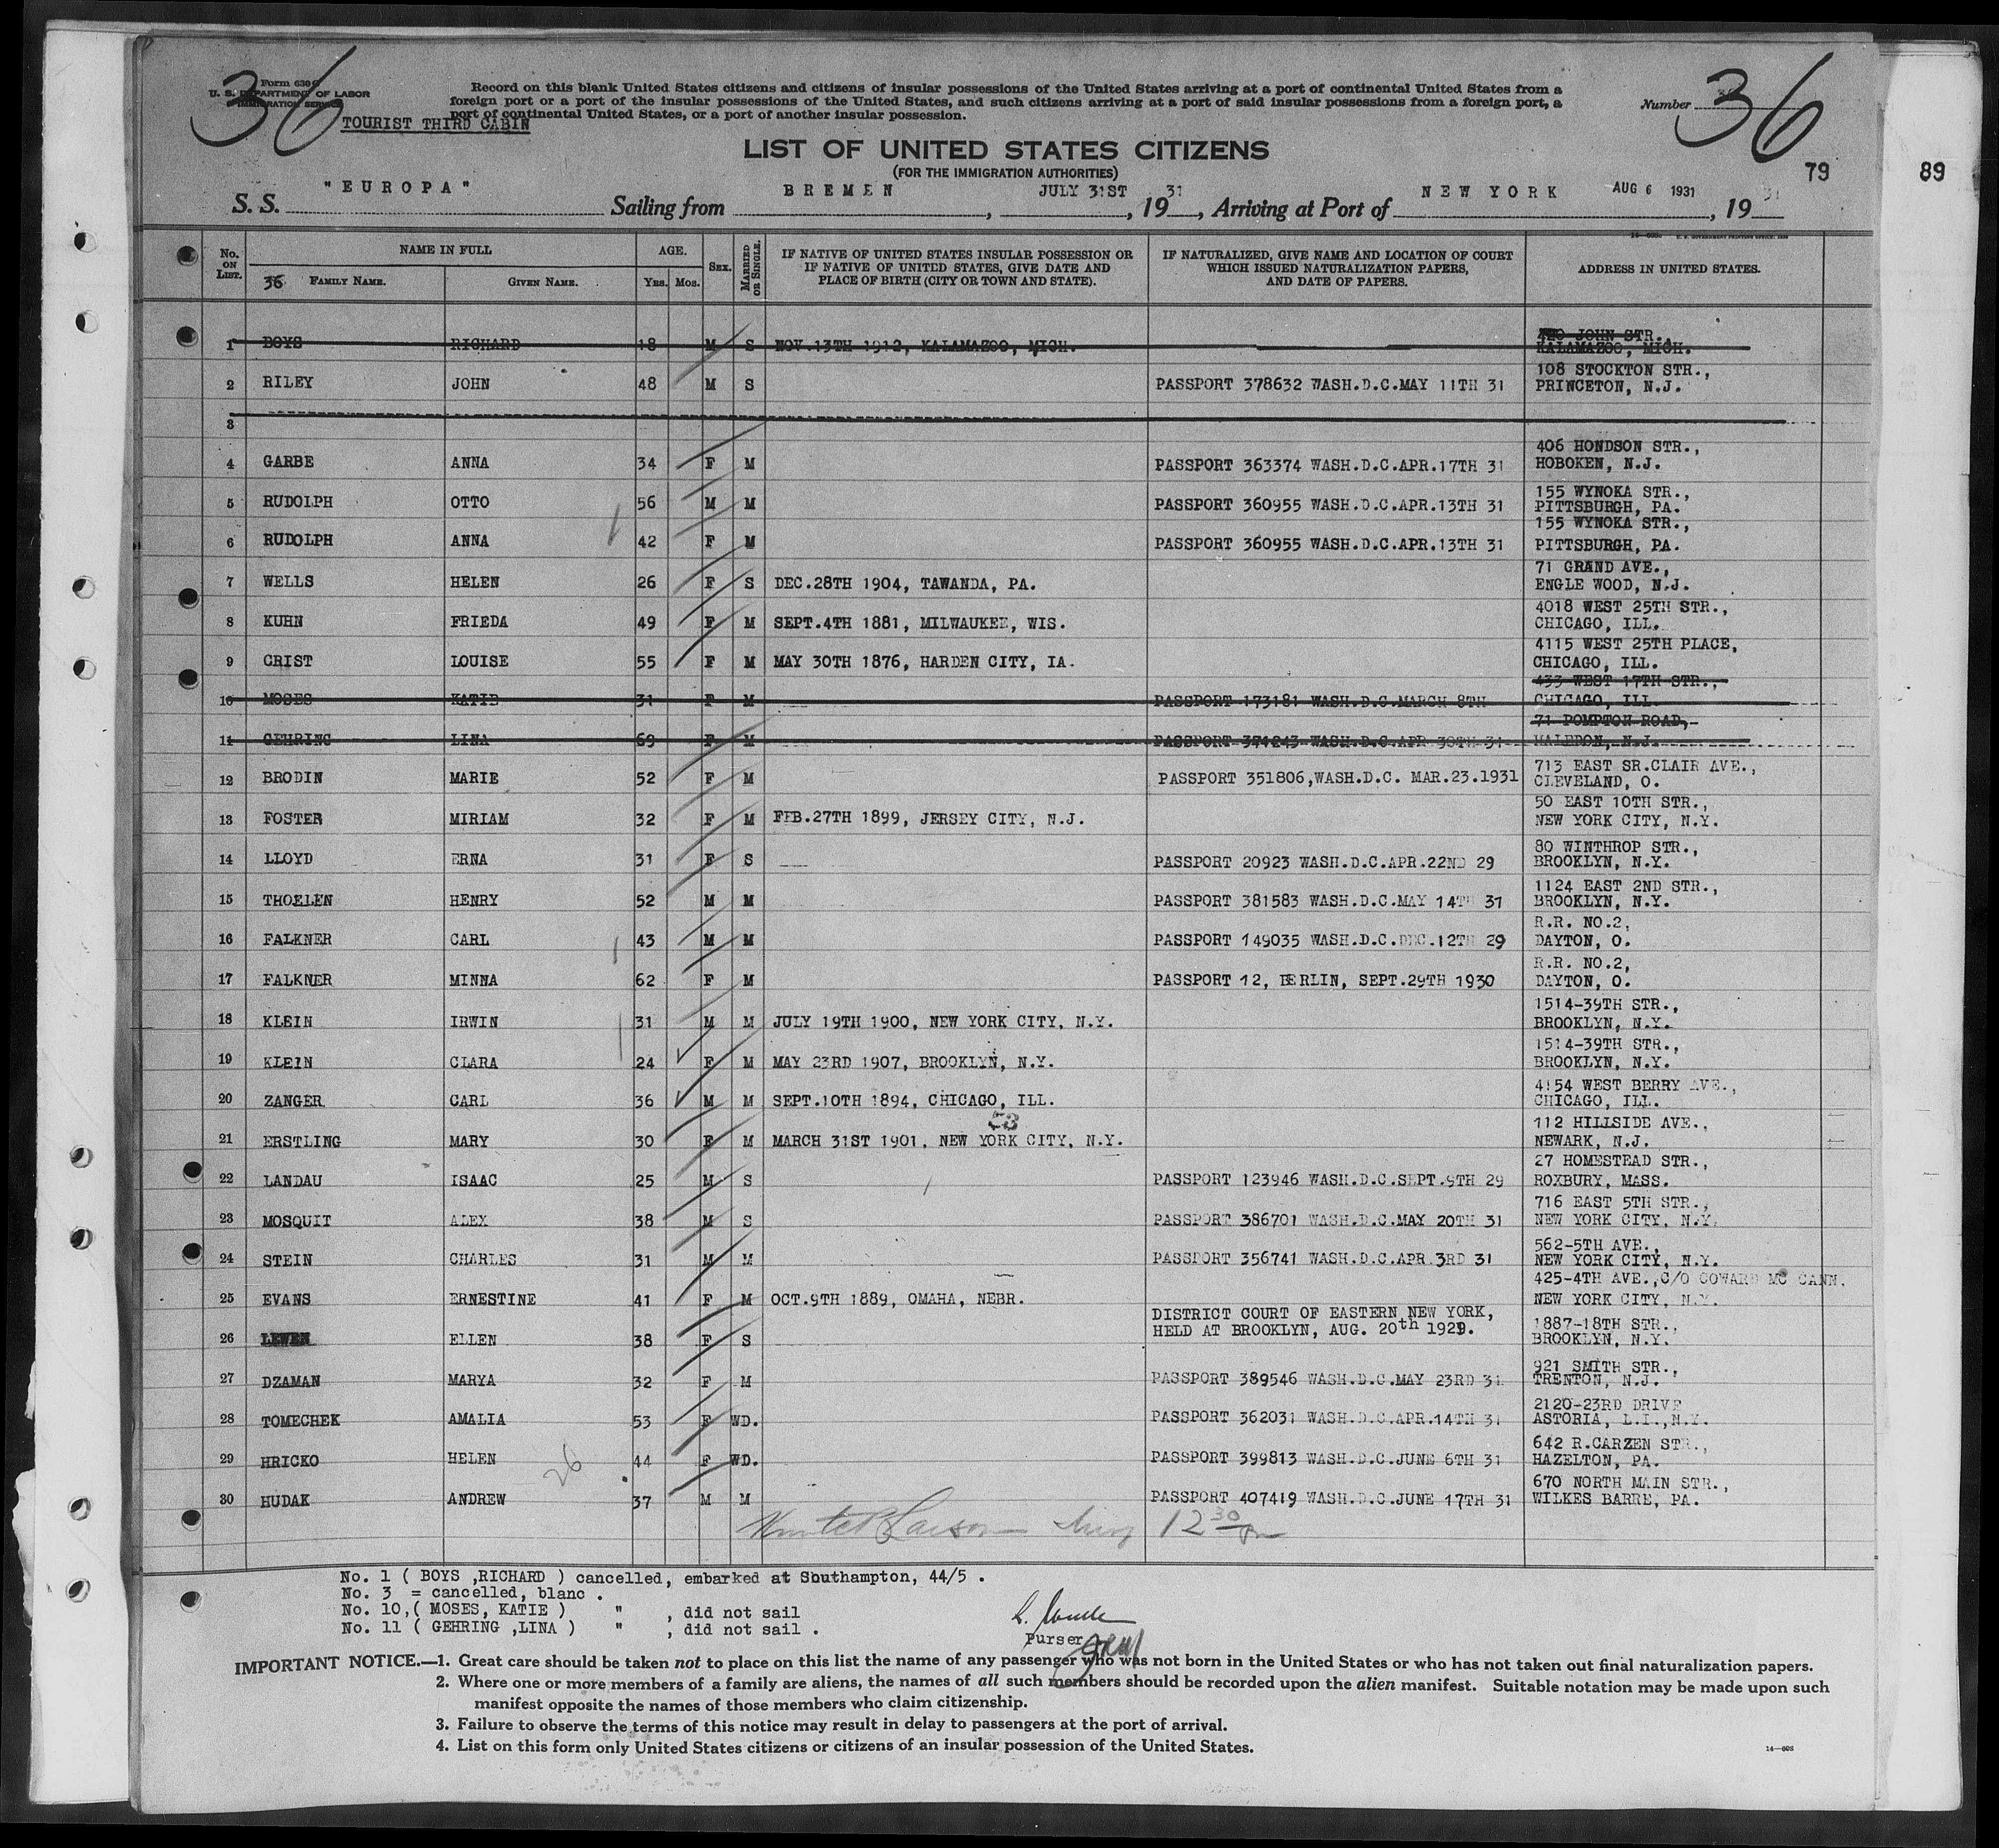 36
Form 630
U. S. DEPARTMENT OF LABOR
IMMIGRATION SERVICE
TOURIST THIRD CABIN
Record on this blank United States citizens and citizens of insular possessions of the United States arriving at a port of continental United States from a
foreign port or a port of the insular possessions of the United States, and such citizens arriving at a port of said insular possessions from a foreign port, a
port of continental United States, or a port of another insular possession.
Number 36
LIST OF UNITED STATES CITIZENS
(FOR THE IMMIGRATION AUTHORITIES)
79
89
S. S. "EUROPA" Sailing from BREMEN, JULY 31ST, 1931, Arriving at Port of NEW YORK AUG 6 1931, 1931
No. ON LIST. NAME IN FULL AGE. SEX. MARRIED OR SINGLE. IF NATIVE OF UNITED STATES INSULAR POSSESSION OR IF NATIVE OF UNITED STATES, GIVE DATE AND PLACE OF BIRTH (CITY OR TOWN AND STATE). IF NATURALIZED, GIVE NAME AND LOCATION OF COURT WHICH ISSUED NATURALIZATION PAPERS, AND DATE OF PAPERS. ADDRESS IN UNITED STATES.
36 FAMILY NAME. GIVEN NAME. YRS. MOS.
1 BOYS RICHARD 18 M S NOV.13TH 1912, KALAMAZOO, MICH. JOHN STR., KALAMAZOO, MICH.
2 RILEY JOHN 48 M S PASSPORT 378632 WASH.D.C.MAY 11TH 31 108 STOCKTON STR., PRINCETON, N.J.
3
4 GARBE ANNA 34 F M PASSPORT 363374 WASH.D.C.APR.17TH 31 406 HONDSON STR., HOBOKEN, N.J.
5 RUDOLPH OTTO 56 M M PASSPORT 360955 WASH.D.C.APR.13TH 31 155 WYNOKA STR., PITTSBURGH, PA.
6 RUDOLPH ANNA 42 F M PASSPORT 360955 WASH.D.C.APR.13TH 31 155 WYNOKA STR., PITTSBURGH, PA.
7 WELLS HELEN 26 F S DEC.28TH 1904, TAWANDA, PA. 71 GRAND AVE., ENGLE WOOD, N.J.
8 KUHN FRIEDA 49 F M SEPT.4TH 1881, MILWAUKEE, WIS. 4018 WEST 25TH STR., CHICAGO, ILL.
9 CRIST LOUISE 55 F M MAY 30TH 1876, HARDEN CITY, IA. 4115 WEST 25TH PLACE, CHICAGO, ILL.
10 MOSES KATIE 31 F M PASSPORT 173181 WASH.D.C.MARCH 8TH 433 WEST 17TH STR., CHICAGO, ILL.
11 GEHRING LINA 69 F M PASSPORT 374243 WASH.D.C.APR 30TH 31 71 POMPTON ROAD, HALEDON, N.J.
12 BRODIN MARIE 52 F M PASSPORT 351806,WASH.D.C. MAR.23.1931 713 EAST SR.CLAIR AVE., CLEVELAND, O.
13 FOSTER MIRIAM 32 F M FEB.27TH 1899, JERSEY CITY, N.J. 50 EAST 10TH STR., NEW YORK CITY, N.Y.
14 LLOYD ERNA 31 F S PASSPORT 20923 WASH.D.C.APR.22ND 29 80 WINTHROP STR., BROOKLYN, N.Y.
15 THOELEN HENRY 52 M M PASSPORT 381583 WASH.D.C.MAY 14TH 31 1124 EAST 2ND STR., BROOKLYN, N.Y.
16 FALKNER CARL 43 M M PASSPORT 149035 WASH.D.C.DEC.12TH 29 R.R. NO.2, DAYTON, O.
17 FALKNER MINNA 62 F M PASSPORT 12, BERLIN, SEPT.29TH 1930 R.R. NO.2, DAYTON, O.
18 KLEIN IRWIN 31 M M JULY 19TH 1900, NEW YORK CITY, N.Y. 1514-39TH STR., BROOKLYN, N.Y.
19 KLEIN CLARA 24 F M MAY 23RD 1907, BROOKLYN, N.Y. 1514-39TH STR., BROOKLYN, N.Y.
20 ZANGER CARL 36 M M SEPT.10TH 1894, CHICAGO, ILL. 4154 WEST BERRY AVE., CHICAGO, ILL.
53
21 ERSTLING MARY 30 F M MARCH 31ST 1901, NEW YORK CITY, N.Y. 112 HILLSIDE AVE., NEWARK, N.J.
22 LANDAU ISAAC 25 M S PASSPORT 123946 WASH.D.C.SEPT.9TH 29 27 HOMESTEAD STR., ROXBURY, MASS.
23 MOSQUIT ALEX 38 M S PASSPORT 386701 WASH.D.C.MAY 20TH 31 716 EAST 5TH STR., NEW YORK CITY, N.Y.
24 STEIN CHARLES 31 M M PASSPORT 356741 WASH.D.C.APR.3RD 31 562-5TH AVE., NEW YORK CITY, N.Y.
25 EVANS ERNESTINE 41 F M OCT.9TH 1889, OMAHA, NEBR. 425-4TH AVE.,C/O COWARD MC CANN, NEW YORK CITY, N.Y.
26 LEWEN ELLEN 38 F S DISTRICT COURT OF EASTERN NEW YORK, HELD AT BROOKLYN, AUG. 20th 1929. 1887-18TH STR., BROOKLYN, N.Y.
27 DZAMAN MARYA 32 F M PASSPORT 389546 WASH.D.C.MAY 23RD 31 921 SMITH STR., TRENTON, N.J.
28 TOMECHEK AMALIA 53 F WD. PASSPORT 362031 WASH.D.C.APR.14TH 31 2120-23RD DRIVE ASTORIA, L.I.,N.Y.
29 HRICKO HELEN 44 F WD. PASSPORT 399813 WASH.D.C.JUNE 6TH 31 642 R.CARZEN STR., HAZELTON, PA.
26
30 HUDAK ANDREW 37 M M PASSPORT 407419 WASH.D.C.JUNE 17TH 31 670 NORTH MAIN STR., WILKES BARRE, PA.
12 30
No. 1 ( BOYS ,RICHARD ) cancelled, embarked at Southampton, 44/5 .
No. 3 = cancelled, blanc .
No. 10,( MOSES, KATIE ) " , did not sail
No. 11 ( GEHRING ,LINA ) " , did not sail .
Purser
IMPORTANT NOTICE.—1. Great care should be taken not to place on this list the name of any passenger who was not born in the United States or who has not taken out final naturalization papers.
2. Where one or more members of a family are aliens, the names of all such members should be recorded upon the alien manifest. Suitable notation may be made upon such
manifest opposite the names of those members who claim citizenship.
3. Failure to observe the terms of this notice may result in delay to passengers at the port of arrival.
4. List on this form only United States citizens or citizens of an insular possession of the United States.